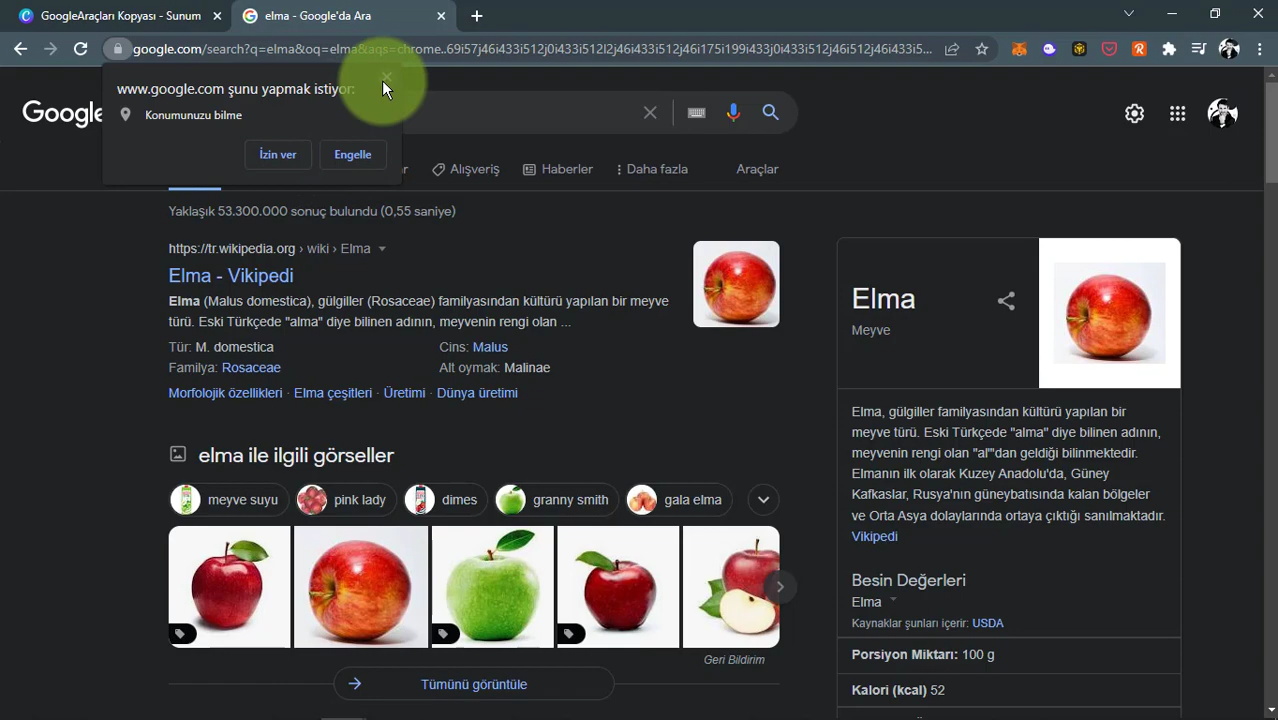 GoogleAraçları Kopyası - Sunum
elma - Google'da Ara
google.com/search?q=elma&oq=elma&aqs=chrome..69i57j46i433i512j0i433i512l2j46i433i512j46i175i199i433j0i512j46i433i5...
www.google.com şunu yapmak istiyor:
Konumunuzu bilme
İzin ver
Engelle
Google
Alışveriş
Haberler
Daha fazla
Araçlar
Yaklaşık 53.300.000 sonuç bulundu (0,55 saniye)
https://tr.wikipedia.org › wiki › Elma
Elma - Vikipedi
Elma (Malus domestica), gülgiller (Rosaceae) familyasından kültürü yapılan bir meyve
türü. Eski Türkçede "alma" diye bilinen adının, meyvenin rengi olan ...
Tür: M. domestica
Cins: Malus
Familya: Rosaceae
Alt oymak: Malinae
Morfolojik özellikleri · Elma çeşitleri · Üretimi · Dünya üretimi
elma ile ilgili görseller
meyve suyu
pink lady
dimes
granny smith
gala elma
Geri Bildirim
Tümünü görüntüle
Elma
Meyve
Elma, gülgiller familyasından kültürü yapılan bir
meyve türü. Eski Türkçede "alma" diye bilinen adının,
meyvenin rengi olan "al"'dan geldiği bilinmektedir.
Elmanın ilk olarak Kuzey Anadolu'da, Güney
Kafkaslar, Rusya'nın güneybatısında kalan bölgeler
ve Orta Asya dolaylarında ortaya çıktığı sanılmaktadır.
Vikipedi
Besin Değerleri
Elma
Kaynaklar şunları içerir: USDA
Porsiyon Miktarı: 100 g
Kalori (kcal) 52